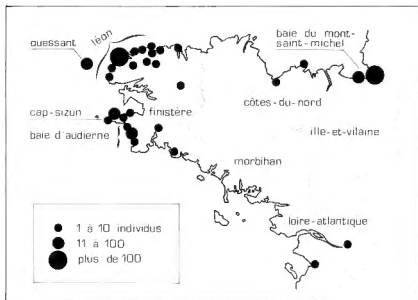 ouessant
léon
baie du mont-
saint-michel
cap-sizun
finistère
côtes-du-nord
baie d'audierne
ille-et-vilaine
morbihan
loire-atlantique
1 à 10 individus
11 à 100
plus de 100